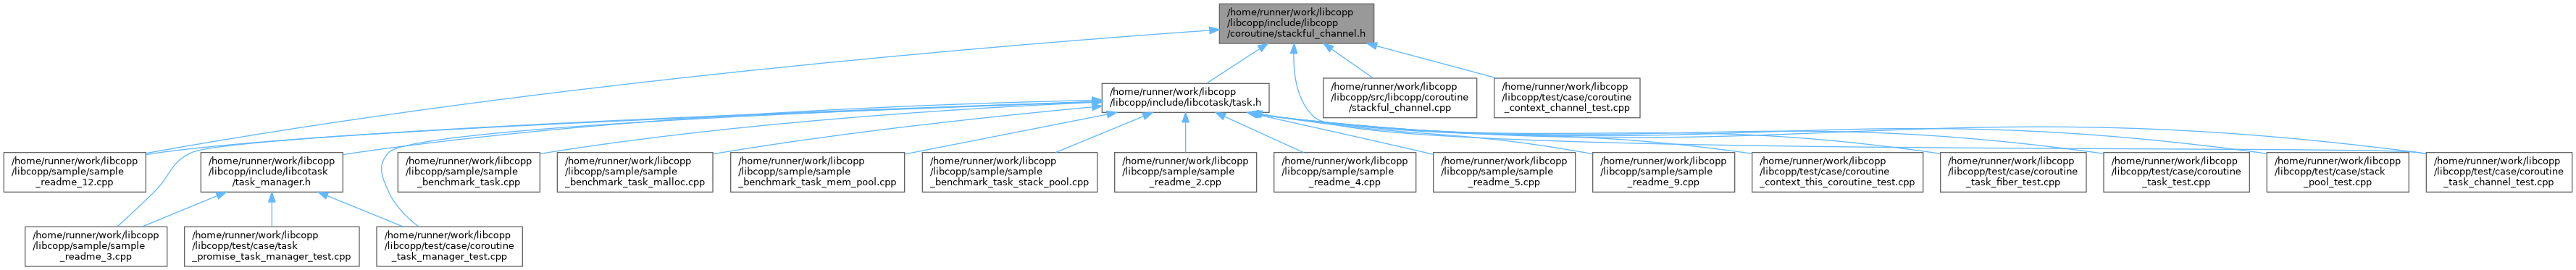 /home/runner/work/libcopp
/libcopp/include/libcopp
/coroutine/stackful_channel.h
/home/runner/work/libcopp
/libcopp/include/libcotask/task.h
/home/runner/work/libcopp
/libcopp/src/libcopp/coroutine
/stackful_channel.cpp
/home/runner/work/libcopp
/libcopp/test/case/coroutine
_context_channel_test.cpp
/home/runner/work/libcopp
/libcopp/sample/sample
_readme_12.cpp
/home/runner/work/libcopp
/libcopp/include/libcotask
/task_manager.h
/home/runner/work/libcopp
/libcopp/sample/sample
_benchmark_task.cpp
/home/runner/work/libcopp
/libcopp/sample/sample
_benchmark_task_malloc.cpp
/home/runner/work/libcopp
/libcopp/sample/sample
_benchmark_task_mem_pool.cpp
/home/runner/work/libcopp
/libcopp/sample/sample
_benchmark_task_stack_pool.cpp
/home/runner/work/libcopp
/libcopp/sample/sample
_readme_2.cpp
/home/runner/work/libcopp
/libcopp/sample/sample
_readme_4.cpp
/home/runner/work/libcopp
/libcopp/sample/sample
_readme_5.cpp
/home/runner/work/libcopp
/libcopp/sample/sample
_readme_9.cpp
/home/runner/work/libcopp
/libcopp/test/case/coroutine
_context_this_coroutine_test.cpp
/home/runner/work/libcopp
/libcopp/test/case/coroutine
_task_fiber_test.cpp
/home/runner/work/libcopp
/libcopp/test/case/coroutine
_task_test.cpp
/home/runner/work/libcopp
/libcopp/test/case/stack
_pool_test.cpp
/home/runner/work/libcopp
/libcopp/test/case/coroutine
_task_channel_test.cpp
/home/runner/work/libcopp
/libcopp/sample/sample
_readme_3.cpp
/home/runner/work/libcopp
/libcopp/test/case/task
_promise_task_manager_test.cpp
/home/runner/work/libcopp
/libcopp/test/case/coroutine
_task_manager_test.cpp